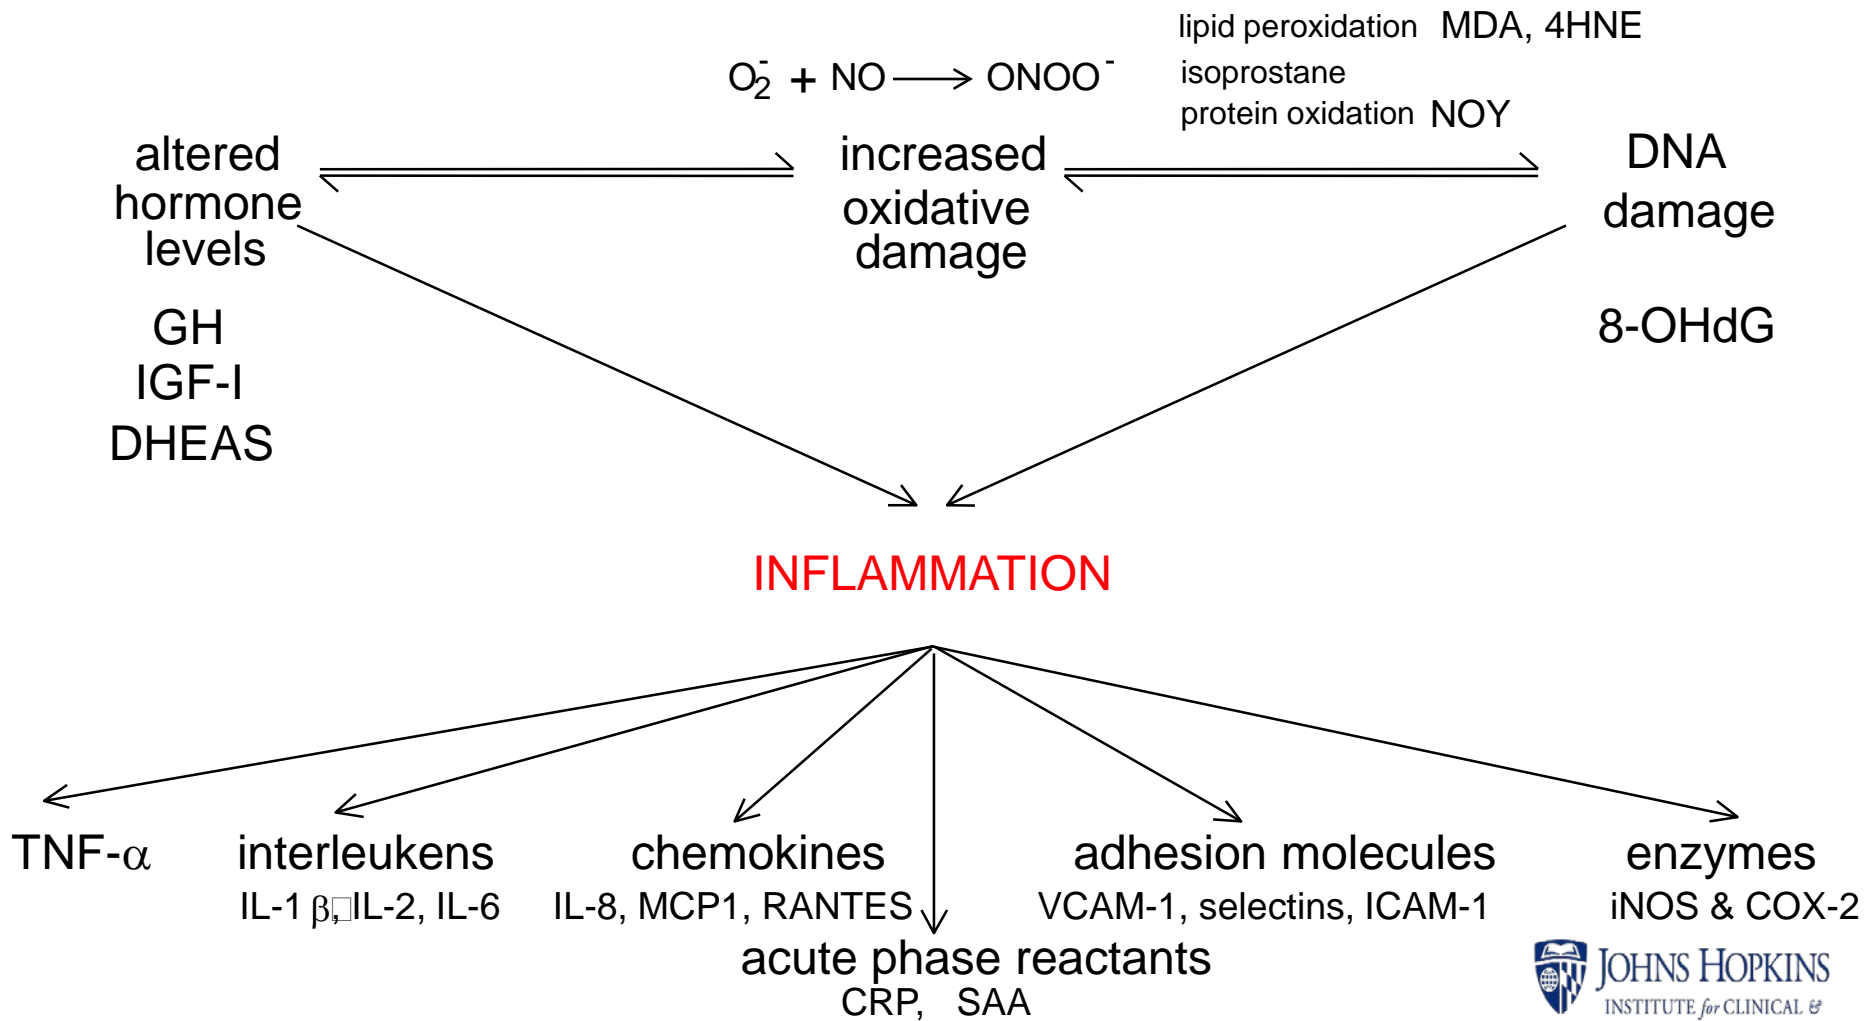 lipid peroxidation MDA, 4HNE
O2- + NO → ONOO-
isoprostane
protein oxidation NOY
altered
hormone
levels
increased
oxidative
damage
DNA
damage
GH
IGF-I
DHEAS
8-OHdG
INFLAMMATION
TNF-α
interleukens
IL-1 β,□IL-2, IL-6
chemokines
IL-8, MCP1, RANTES
acute phase reactants
CRP, SAA
adhesion molecules
VCAM-1, selectins, ICAM-1
enzymes
iNOS & COX-2
JOHNS HOPKINS
INSTITUTE for CLINICAL &